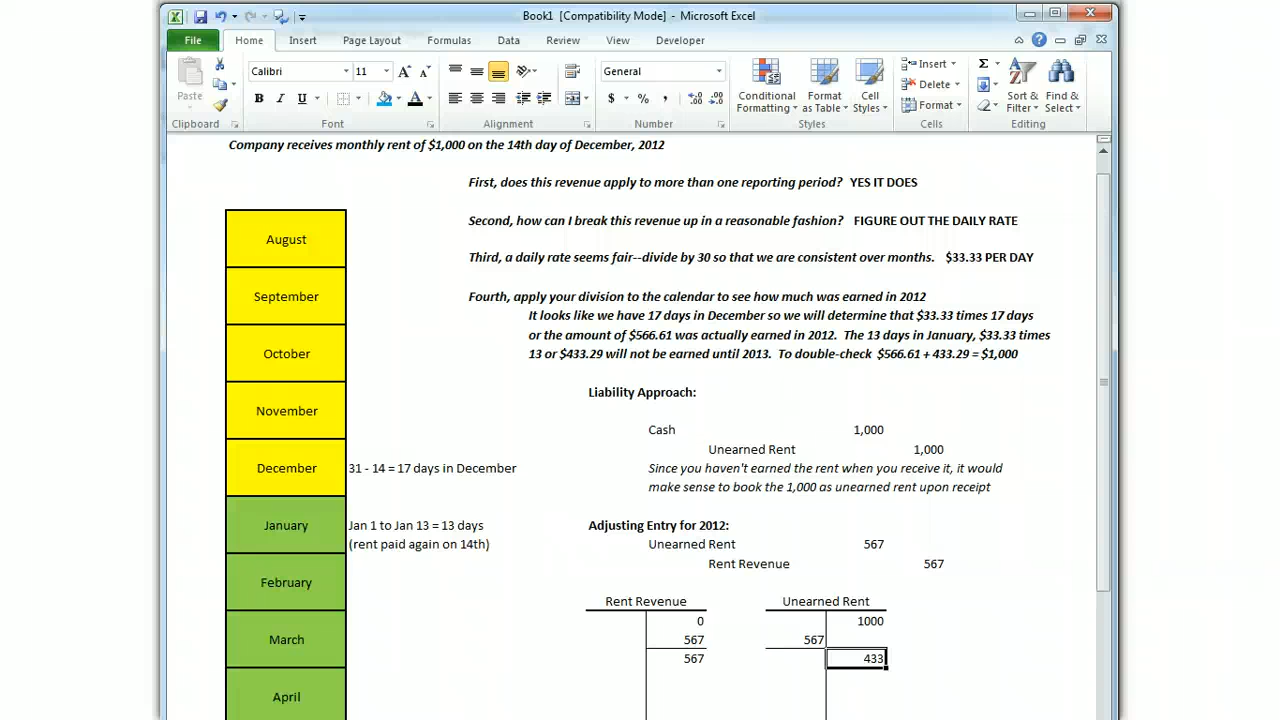 Book1 [Compatibility Mode] - Microsoft Excel
File Home Insert Page Layout Formulas Data Review View Developer
Calibri 11 General Insert
Paste Conditional Formatting Format as Table Cell Styles Delete Sort & Filter Find & Select
B I U $ % , Format
Clipboard Font Alignment Number Styles Cells Editing
Company receives monthly rent of $1,000 on the 14th day of December, 2012
First, does this revenue apply to more than one reporting period? YES IT DOES
Second, how can I break this revenue up in a reasonable fashion? FIGURE OUT THE DAILY RATE
August
Third, a daily rate seems fair--divide by 30 so that we are consistent over months. $33.33 PER DAY
September
Fourth, apply your division to the calendar to see how much was earned in 2012
It looks like we have 17 days in December so we will determine that $33.33 times 17 days
or the amount of $566.61 was actually earned in 2012. The 13 days in January, $33.33 times
October
13 or $433.29 will not be earned until 2013. To double-check $566.61 + 433.29 = $1,000
Liability Approach:
November
Cash 1,000
Unearned Rent 1,000
December 31 - 14 = 17 days in December
Since you haven't earned the rent when you receive it, it would
make sense to book the 1,000 as unearned rent upon receipt
January Jan 1 to Jan 13 = 13 days
(rent paid again on 14th)
Adjusting Entry for 2012:
Unearned Rent 567
Rent Revenue 567
February
Rent Revenue Unearned Rent
0 1000
March 567 567
567 433
April